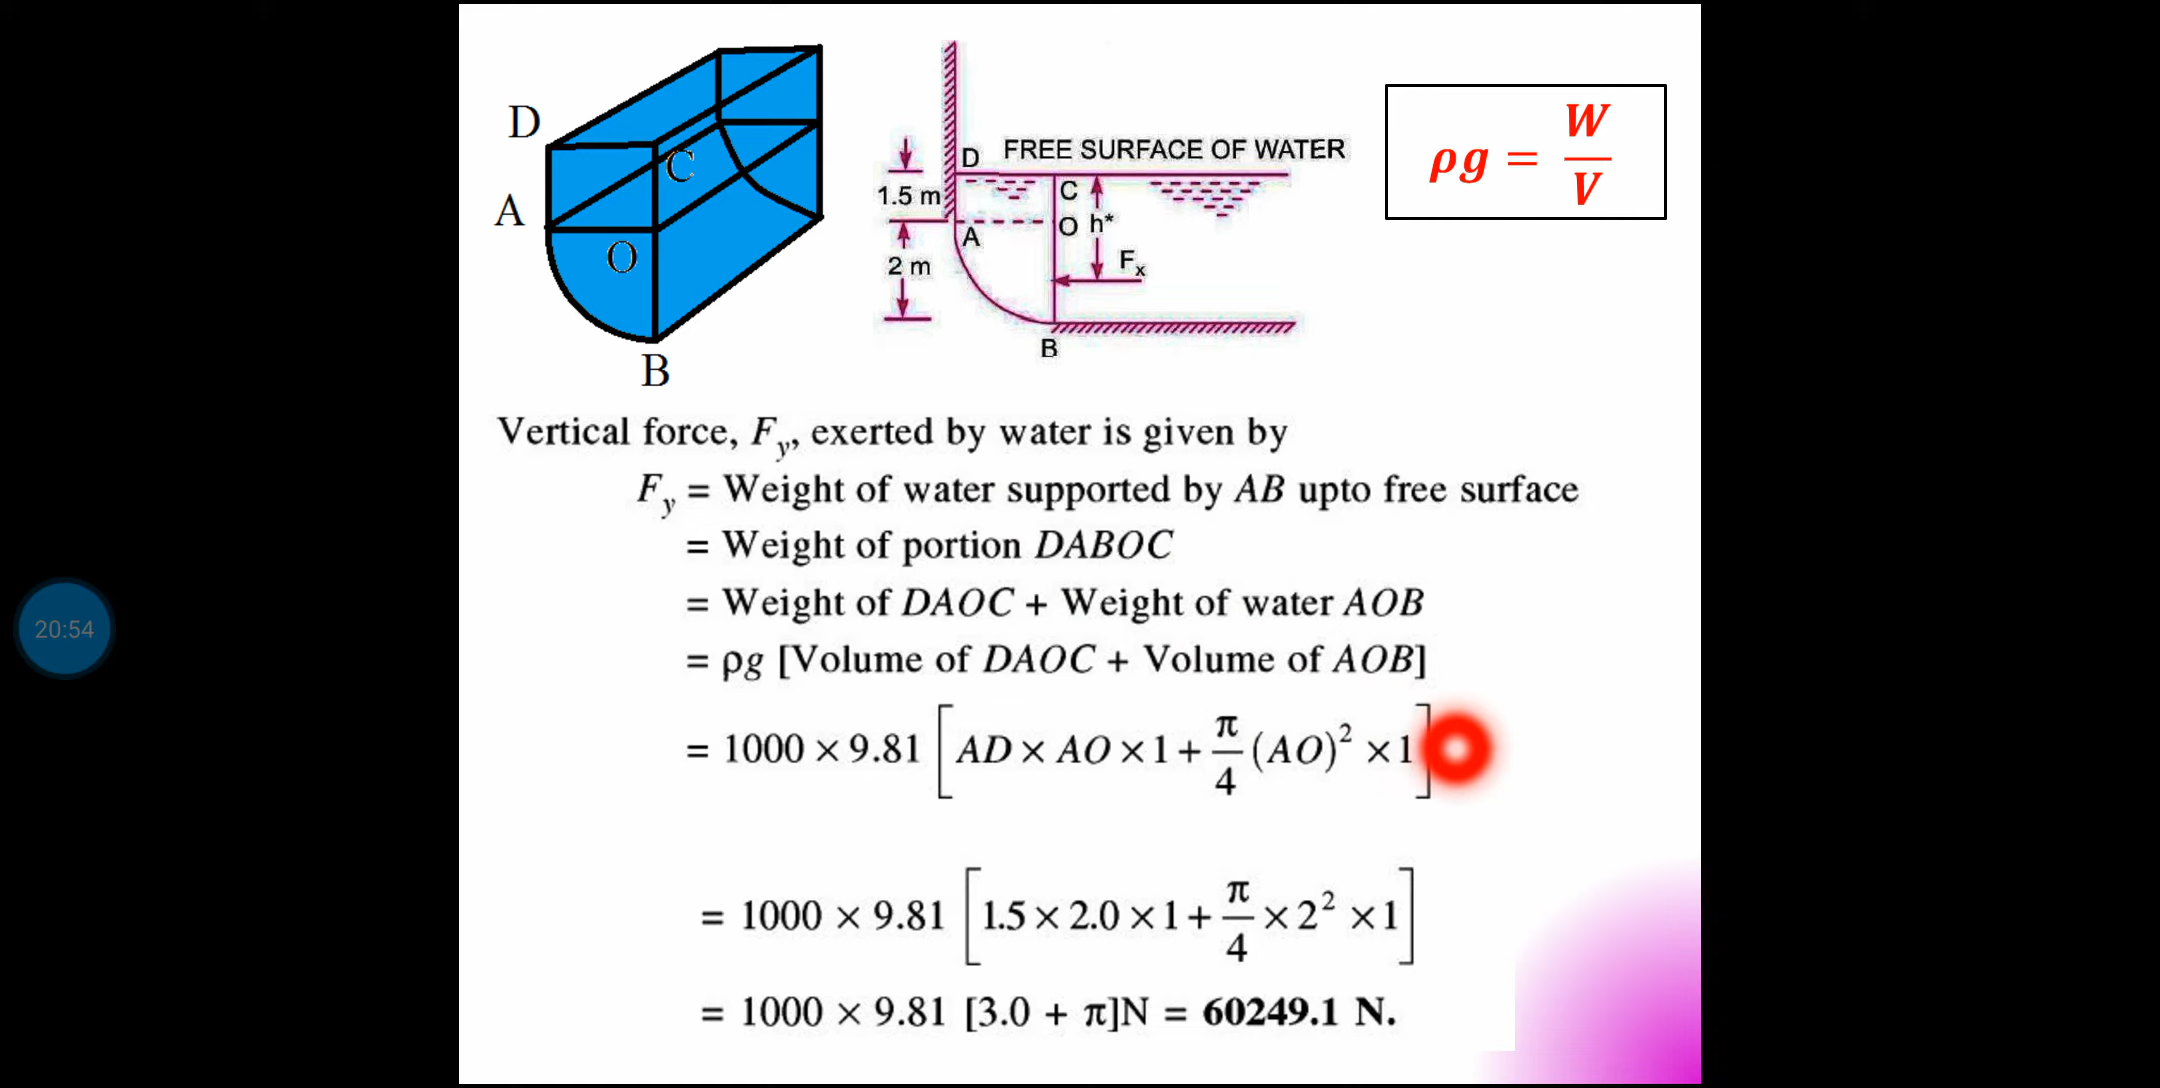 D
C
A
O
B
FREE SURFACE OF WATER
D
1.5 m
C
A
O h*
2 m
Fx
B
ρg = W/V
Vertical force, Fy, exerted by water is given by
Fy = Weight of water supported by AB upto free surface
= Weight of portion DABOC
= Weight of DAOC + Weight of water AOB
= ρg [Volume of DAOC + Volume of AOB]
= 1000 × 9.81 [AD × AO × 1 + π/4 (AO)² × 1]
= 1000 × 9.81 [1.5 × 2.0 × 1 + π/4 × 2² × 1]
= 1000 × 9.81 [3.0 + π]N = 60249.1 N.
20:54